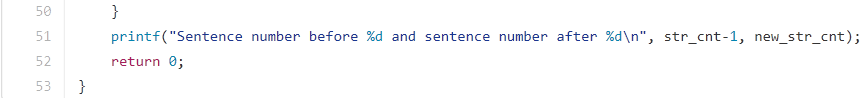 50 }
51 printf("Sentence number before %d and sentence number after %d\n", str_cnt-1, new_str_cnt);
52 return 0;
53 }